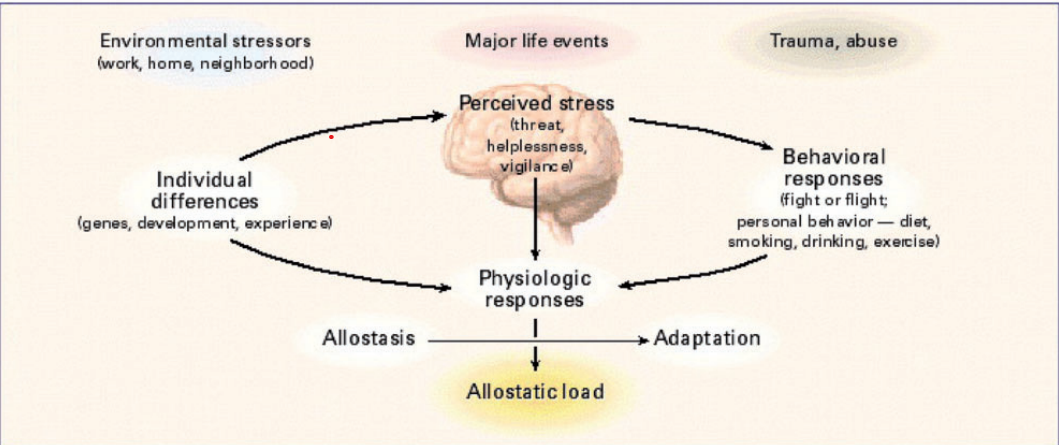 Environmental stressors
(work, home, neighborhood)
Major life events
Trauma, abuse
Perceived stress
(threat,
helplessness,
vigilance)
Individual
differences
(genes, development, experience)
Behavioral
responses
(fight or flight;
personal behavior — diet,
smoking, drinking, exercise)
Physiologic
responses
Allostasis
Adaptation
Allostatic load